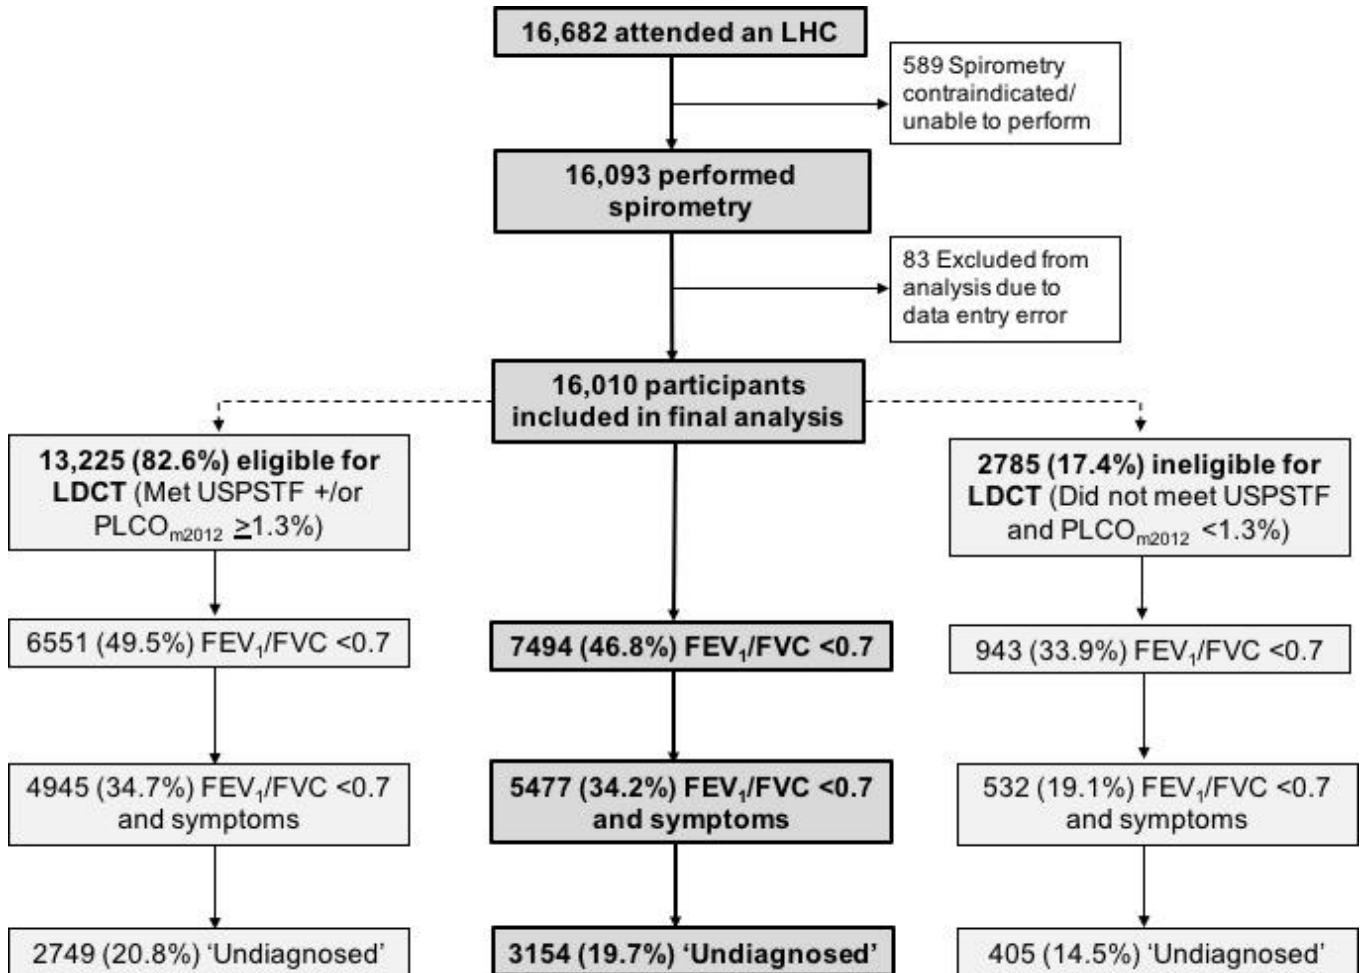 16,682 attended an LHC
589 Spirometry
contraindicated/
unable to perform
16,093 performed
spirometry
83 Excluded from
analysis due to
data entry error
16,010 participants
included in final analysis
13,225 (82.6%) eligible for
LDCT (Met USPSTF +/or
PLCOm2012 ≥1.3%)
2785 (17.4%) ineligible for
LDCT (Did not meet USPSTF
and PLCOm2012 <1.3%)
6551 (49.5%) FEV1/FVC <0.7
7494 (46.8%) FEV1/FVC <0.7
943 (33.9%) FEV1/FVC <0.7
4945 (34.7%) FEV1/FVC <0.7
and symptoms
5477 (34.2%) FEV1/FVC <0.7
and symptoms
532 (19.1%) FEV1/FVC <0.7
and symptoms
2749 (20.8%) ‘Undiagnosed’
3154 (19.7%) ‘Undiagnosed’
405 (14.5%) ‘Undiagnosed’